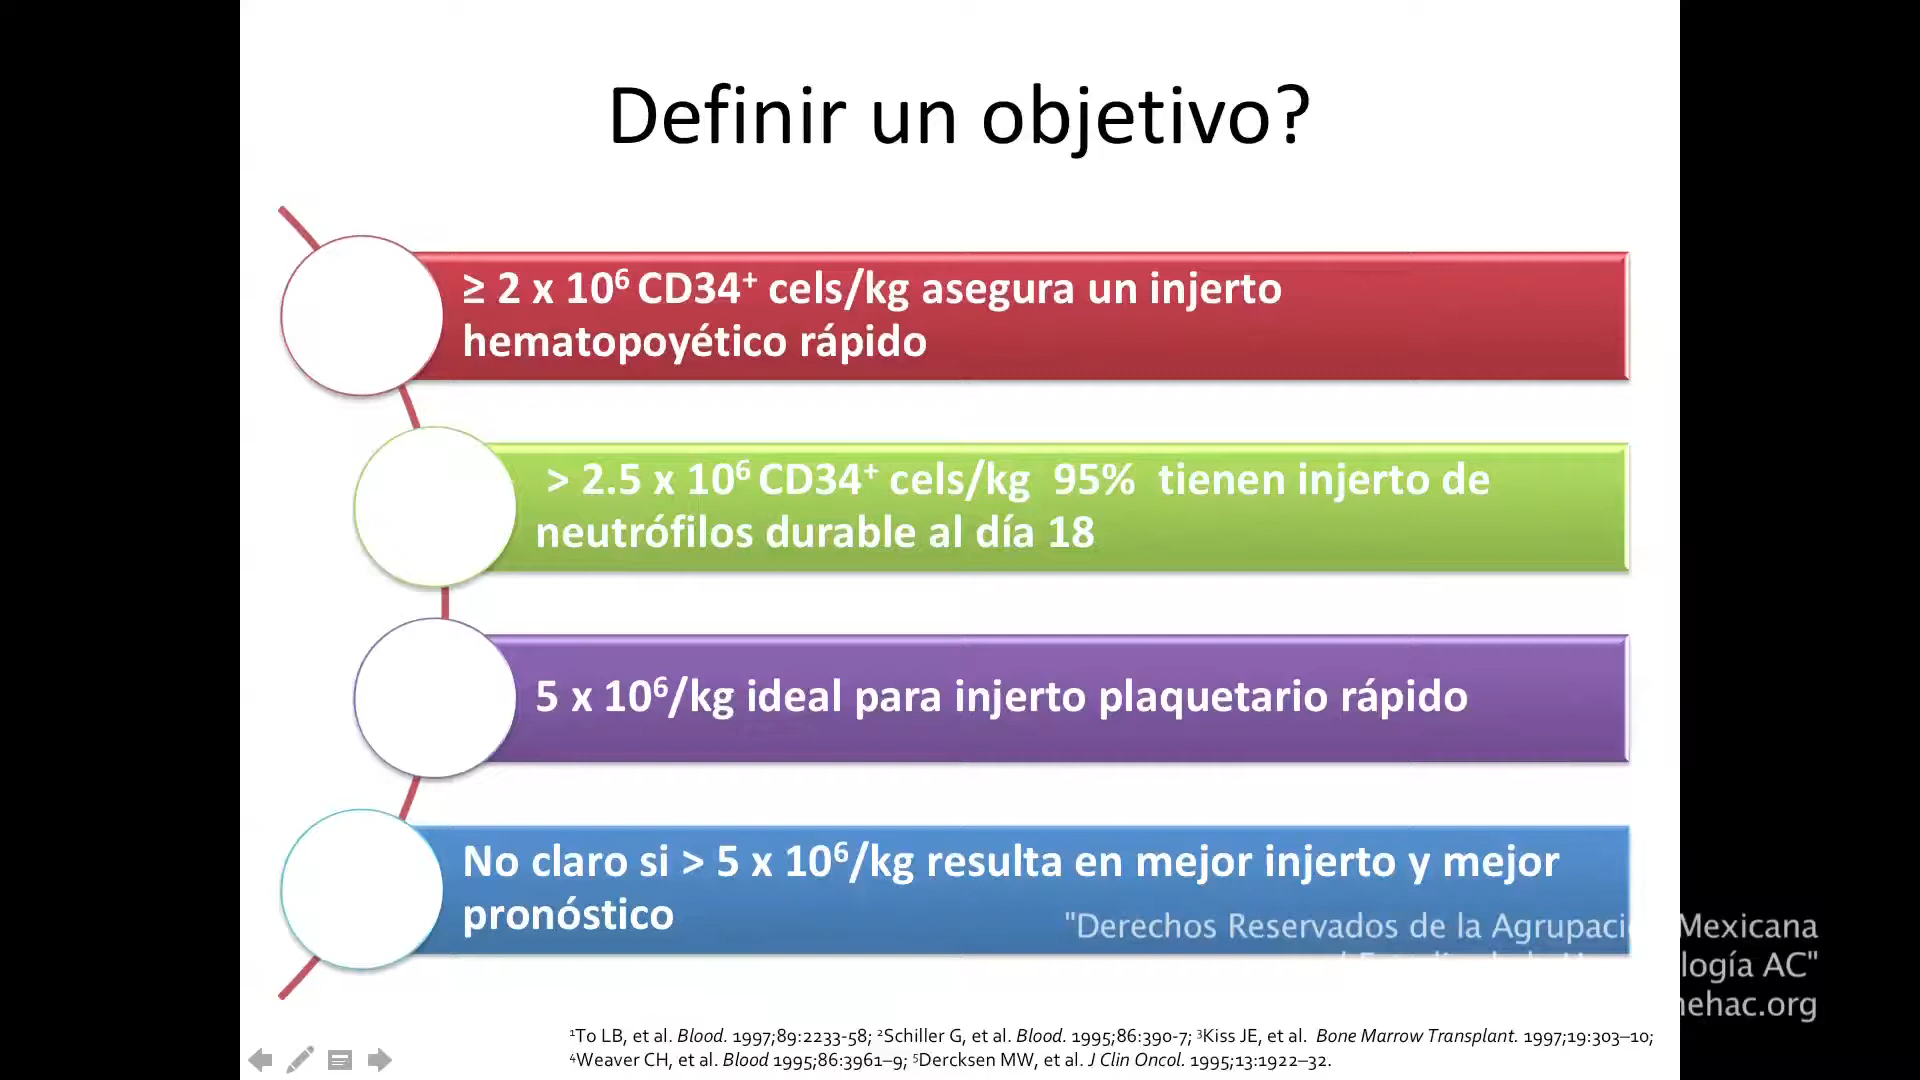 Definir un objetivo?
≥ 2 x 10⁶ CD34⁺ cels/kg asegura un injerto
hematopoyético rápido
> 2.5 x 10⁶ CD34⁺ cels/kg  95%  tienen injerto de
neutrófilos durable al día 18
5 x 10⁶/kg ideal para injerto plaquetario rápido
No claro si > 5 x 10⁶/kg resulta en mejor injerto y mejor
pronóstico
"Derechos Reservados de la Mexicana
AC"
¹To LB, et al. Blood. 1997;89:2233-58; ²Schiller G, et al. Blood. 1995;86:390-7; ³Kiss JE, et al.  Bone Marrow Transplant. 1997;19:303–10;
⁴Weaver CH, et al. Blood 1995;86:3961–9; ⁵Dercksen MW, et al. J Clin Oncol. 1995;13:1922–32.